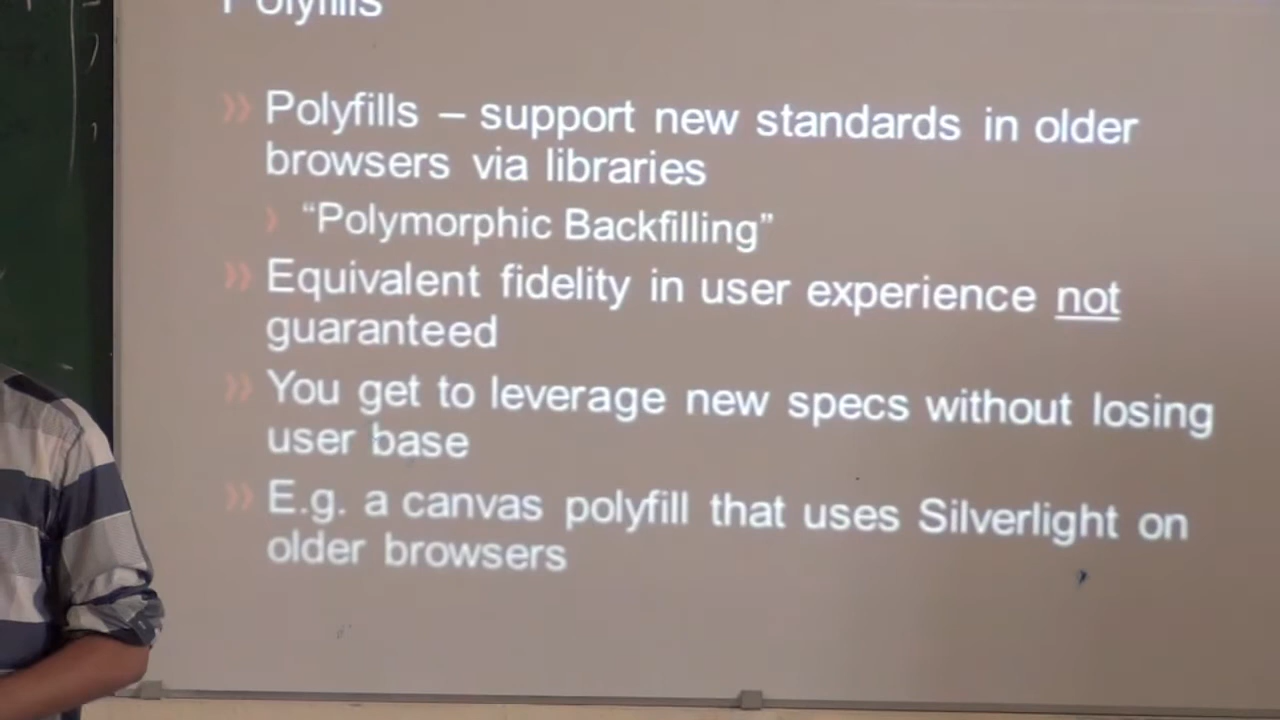 Polyfills
Polyfills – support new standards in older
browsers via libraries
“Polymorphic Backfilling”
Equivalent fidelity in user experience not
guaranteed
You get to leverage new specs without losing
user base
E.g. a canvas polyfill that uses Silverlight on
older browsers